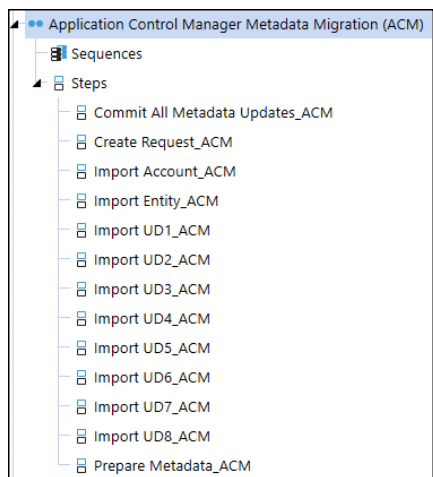 Application Control Manager Metadata Migration (ACM)
Sequences
Steps
Commit All Metadata Updates_ACM
Create Request_ACM
Import Account_ACM
Import Entity_ACM
Import UD1_ACM
Import UD2_ACM
Import UD3_ACM
Import UD4_ACM
Import UD5_ACM
Import UD6_ACM
Import UD7_ACM
Import UD8_ACM
Prepare Metadata_ACM